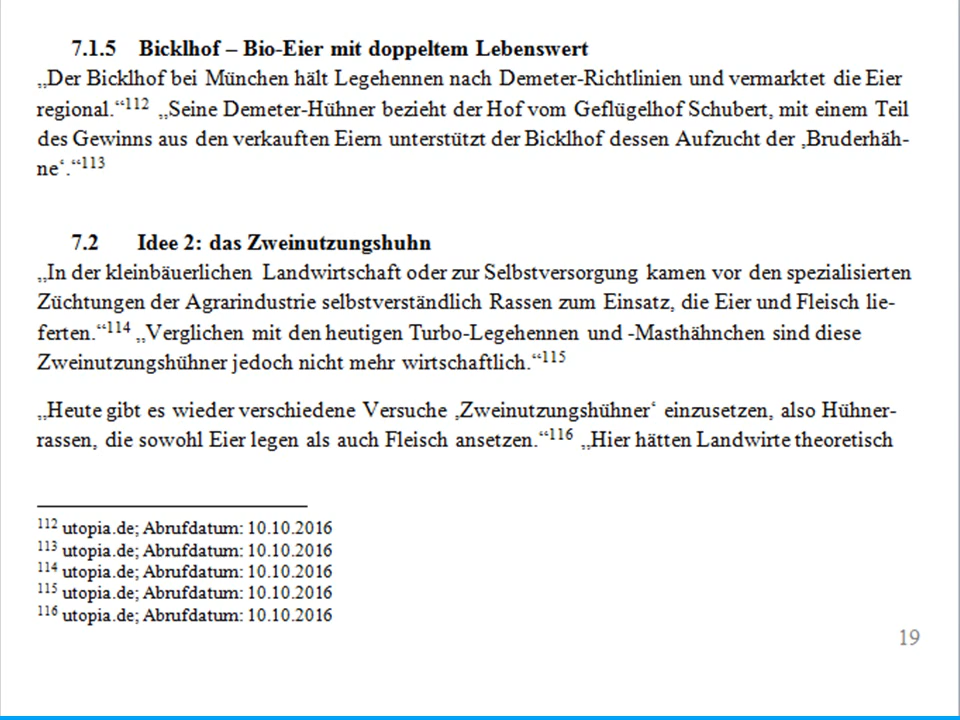 7.1.5 Bicklhof – Bio-Eier mit doppeltem Lebenswert
„Der Bicklhof bei München hält Legehennen nach Demeter-Richtlinien und vermarktet die Eier
regional.“112 „Seine Demeter-Hühner bezieht der Hof vom Geflügelhof Schubert, mit einem Teil
des Gewinns aus den verkauften Eiern unterstützt der Bicklhof dessen Aufzucht der ‚Bruderhäh-
ne‘.“113
7.2 Idee 2: das Zweinutzungshuhn
„In der kleinbäuerlichen Landwirtschaft oder zur Selbstversorgung kamen vor den spezialisierten
Züchtungen der Agrarindustrie selbstverständlich Rassen zum Einsatz, die Eier und Fleisch lie-
ferten.“114 „Verglichen mit den heutigen Turbo-Legehennen und -Masthähnchen sind diese
Zweinutzungshühner jedoch nicht mehr wirtschaftlich.“115
„Heute gibt es wieder verschiedene Versuche ‚Zweinutzungshühner‘ einzusetzen, also Hühner-
rassen, die sowohl Eier legen als auch Fleisch ansetzen.“116 „Hier hätten Landwirte theoretisch
112 utopia.de; Abrufdatum: 10.10.2016
113 utopia.de; Abrufdatum: 10.10.2016
114 utopia.de; Abrufdatum: 10.10.2016
115 utopia.de; Abrufdatum: 10.10.2016
116 utopia.de; Abrufdatum: 10.10.2016
19